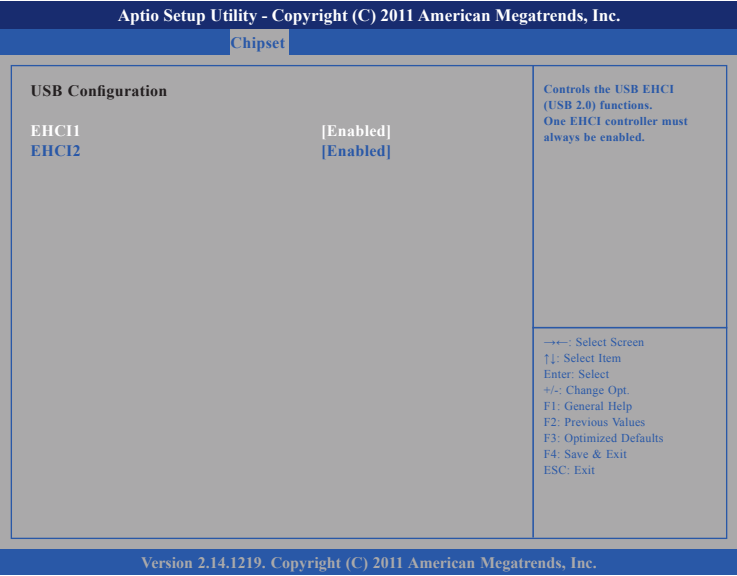 Aptio Setup Utility - Copyright (C) 2011 American Megatrends, Inc.
Chipset
USB Configuration
EHCI1 [Enabled]
EHCI2 [Enabled]
Controls the USB EHCI
(USB 2.0) functions.
One EHCI controller must
always be enabled.
→←: Select Screen
↑↓: Select Item
Enter: Select
+/-: Change Opt.
F1: General Help
F2: Previous Values
F3: Optimized Defaults
F4: Save & Exit
ESC: Exit
Version 2.14.1219. Copyright (C) 2011 American Megatrends, Inc.